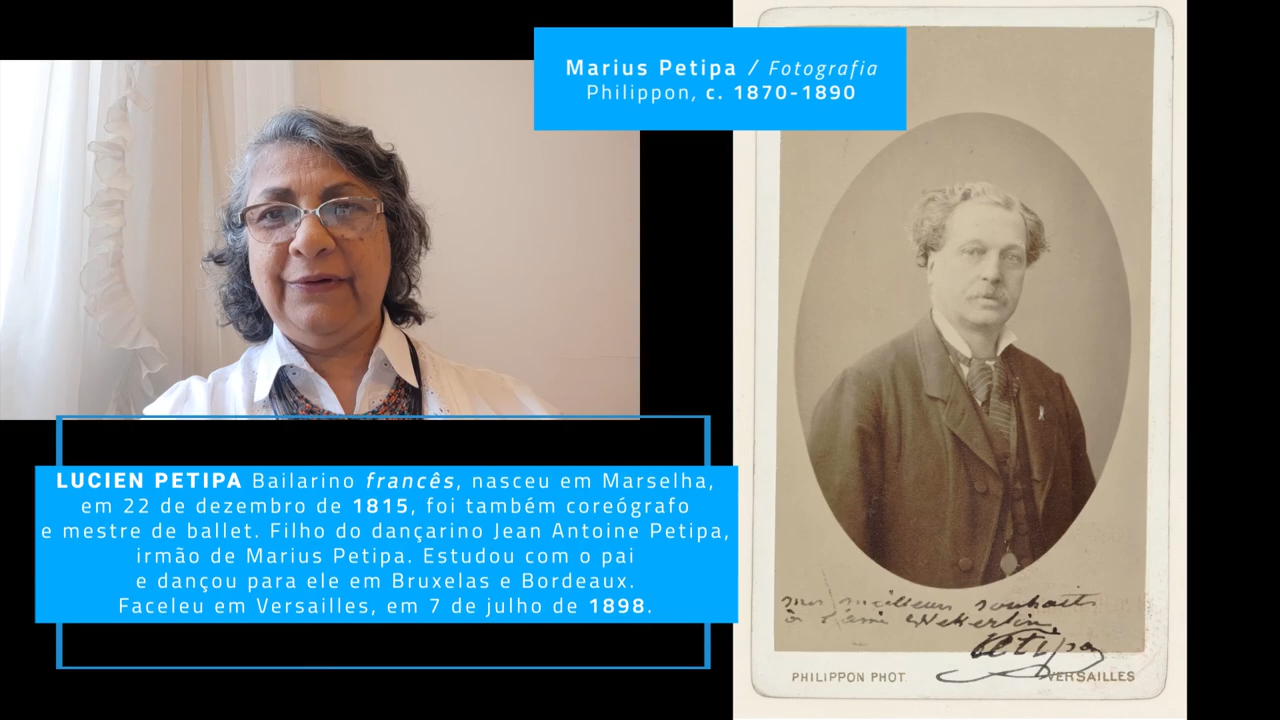 Marius Petipa / Fotografia
Philippon, c. 1870-1890
LUCIEN PETIPA Bailarino francês, nasceu em Marselha,
em 22 de dezembro de 1815, foi também coreógrafo
e mestre de ballet. Filho do dançarino Jean Antoine Petipa,
irmão de Marius Petipa. Estudou com o pai
e dançou para ele em Bruxelas e Bordeaux.
Faceleu em Versailles, em 7 de julho de 1898.
mes meilleurs souhaits
à l'ami Wekerlin
Petipa
PHILIPPON PHOT. VERSAILLES